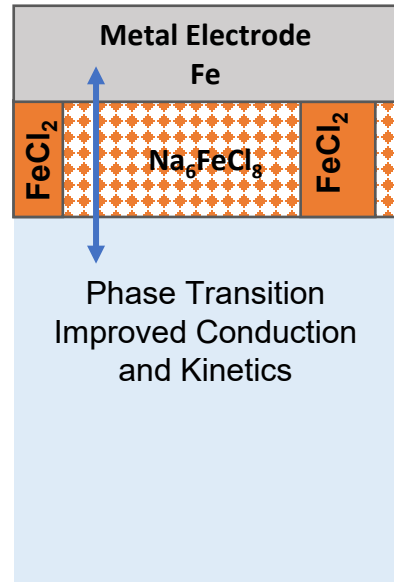 Metal Electrode
Fe
FeCl₂
Na₆FeCl₈
FeCl₂
Phase Transition
Improved Conduction
and Kinetics